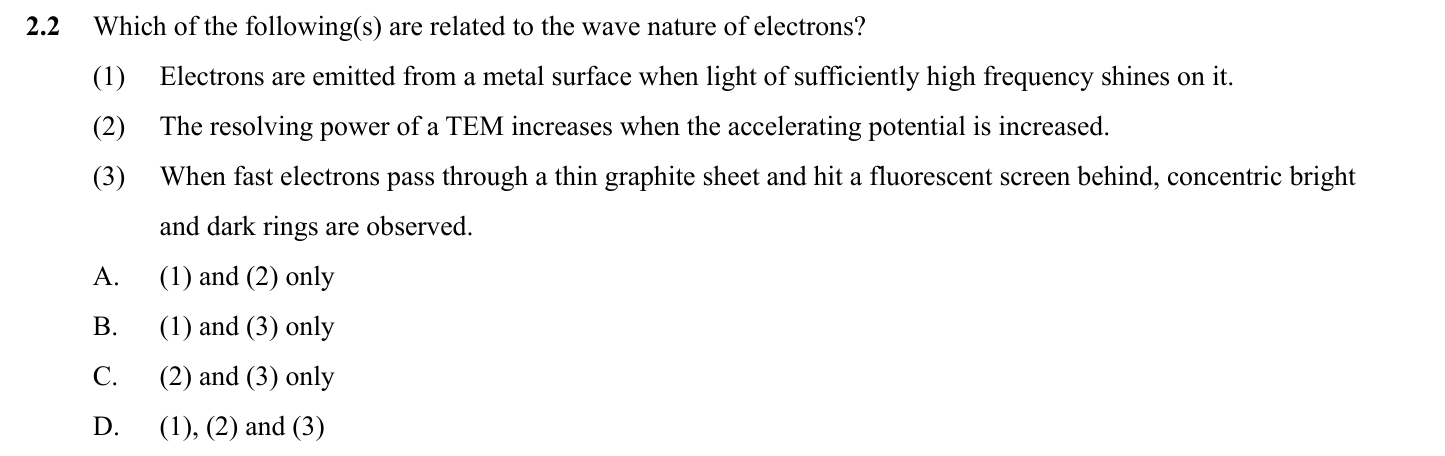 2.2 Which of the following(s) are related to the wave nature of electrons?
(1) Electrons are emitted from a metal surface when light of sufficiently high frequency shines on it.
(2) The resolving power of a TEM increases when the accelerating potential is increased.
(3) When fast electrons pass through a thin graphite sheet and hit a fluorescent screen behind, concentric bright
and dark rings are observed.
A. (1) and (2) only
B. (1) and (3) only
C. (2) and (3) only
D. (1), (2) and (3)